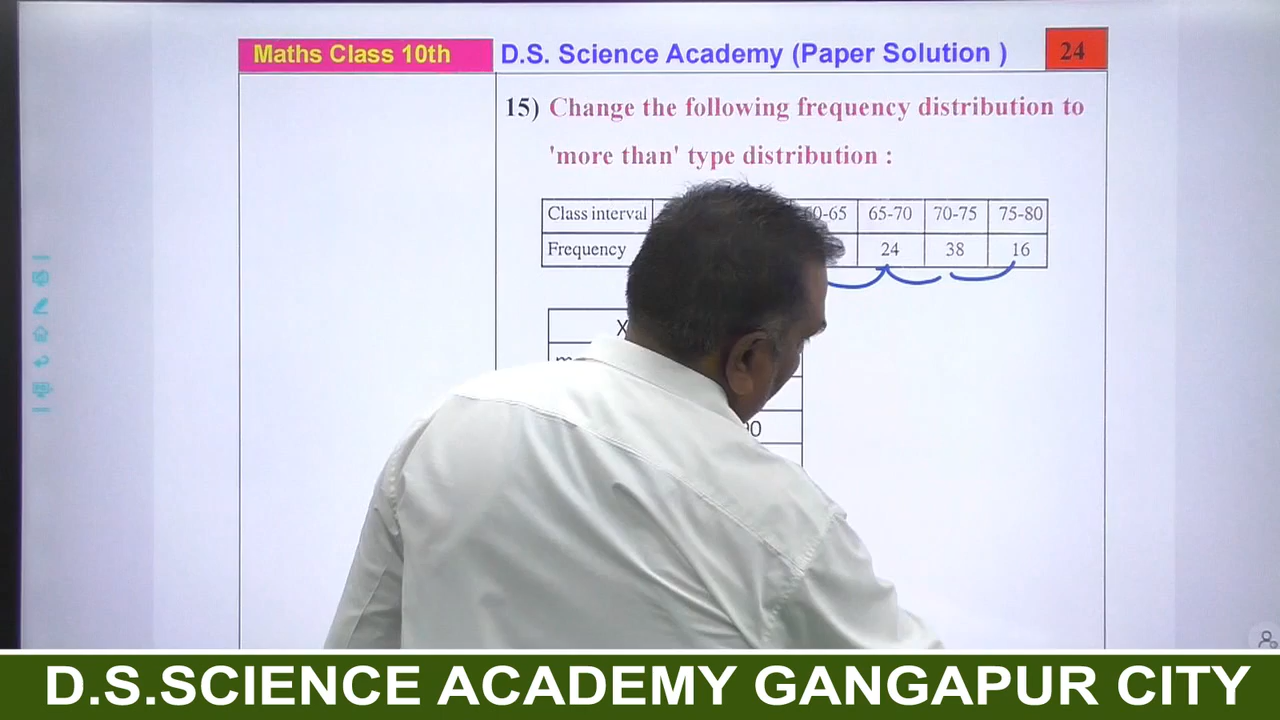 Maths Class 10th D.S. Science Academy (Paper Solution ) 24
15) Change the following frequency distribution to
'more than' type distribution :
Class interval 65-70 70-75 75-80
Frequency 24 38 16
X
D.S.SCIENCE ACADEMY GANGAPUR CITY